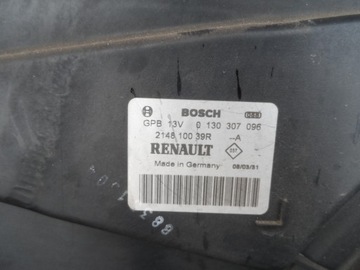 BOSCH
GPB 13V 0 130 307 096
2148 100 39R --A
RENAULT
Made in Germany 08/03/31